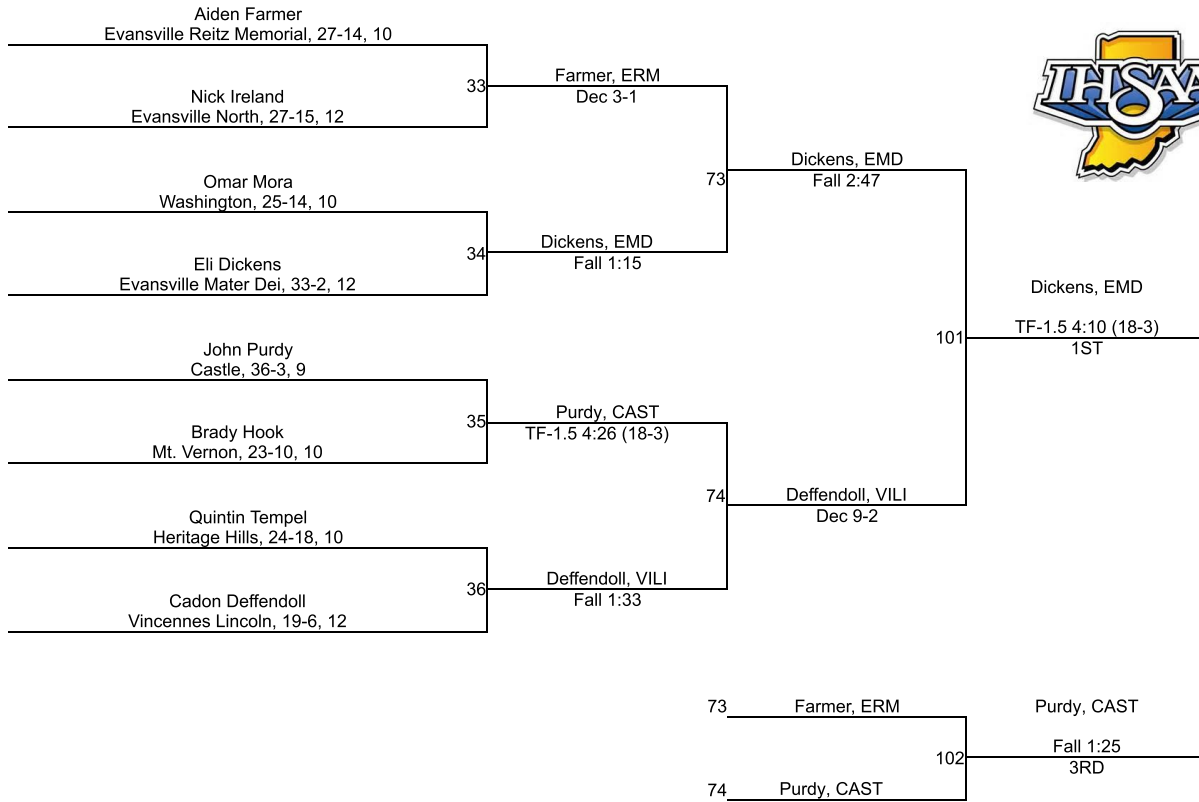 Aiden Farmer
Evansville Reitz Memorial, 27-14, 10
Nick Ireland
Evansville North, 27-15, 12
Omar Mora
Washington, 25-14, 10
Eli Dickens
Evansville Mater Dei, 33-2, 12
John Purdy
Castle, 36-3, 9
Brady Hook
Mt. Vernon, 23-10, 10
Quintin Tempel
Heritage Hills, 24-18, 10
Cadon Deffendoll
Vincennes Lincoln, 19-6, 12
33
Farmer, ERM
Dec 3-1
34
Dickens, EMD
Fall 1:15
35
Purdy, CAST
TF-1.5 4:26 (18-3)
36
Deffendoll, VILI
Fall 1:33
73
Dickens, EMD
Fall 2:47
74
Deffendoll, VILI
Dec 9-2
IHSAA
101
Dickens, EMD
TF-1.5 4:10 (18-3)
1ST
73
Farmer, ERM
74
Purdy, CAST
102
Purdy, CAST
Fall 1:25
3RD